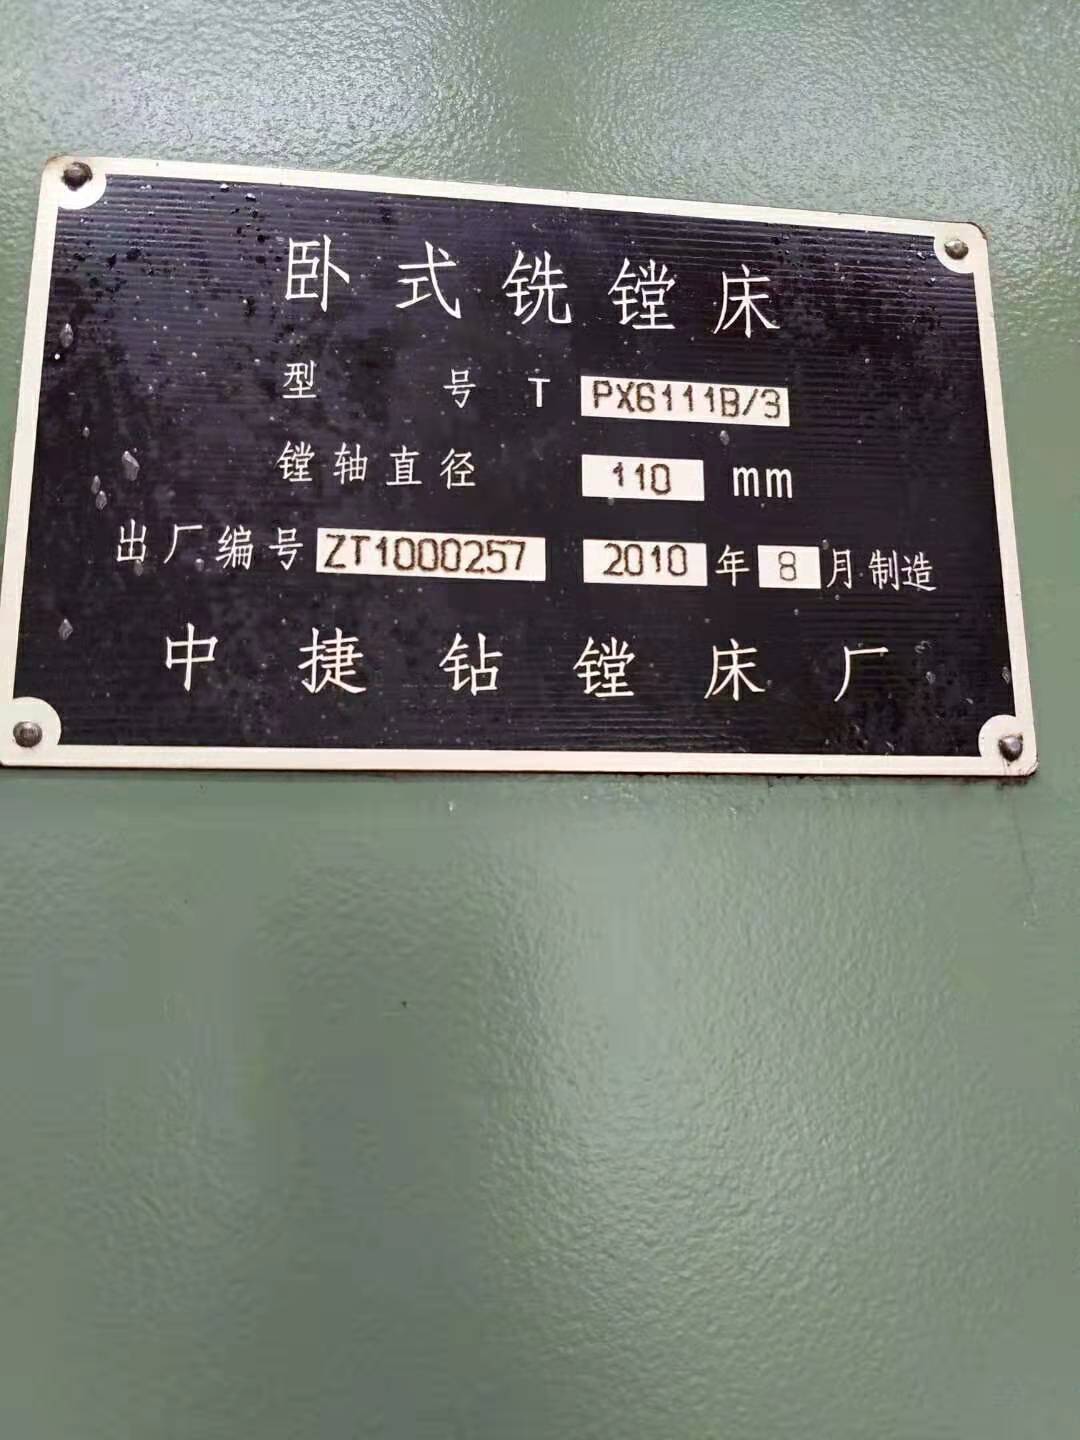 卧式铣镗床
型号 T PX6111B/3
镗轴直径 110 mm
出厂编号 ZT1000257 2010 年 8 月制造
中捷钻镗床厂